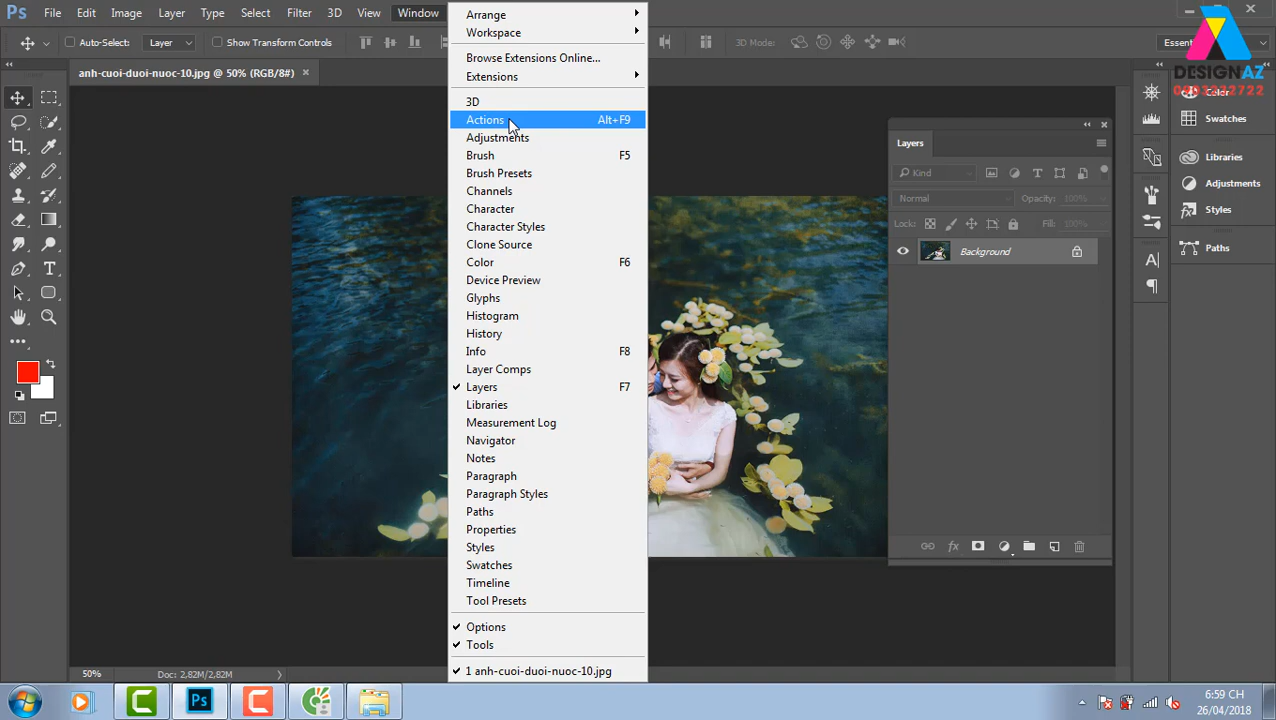 Ps File Edit Image Layer Type Select Filter 3D View Window
Auto-Select: Layer Show Transform Controls 3D Mode:
DESIGNAZ
anh-cuoi-duoi-nuoc-10.jpg @ 50% (RGB/8#)
Arrange
Workspace
Browse Extensions Online...
Extensions
3D
Actions Alt+F9
Adjustments
Brush F5
Brush Presets
Channels
Character
Character Styles
Clone Source
Color F6
Device Preview
Glyphs
Histogram
History
Info F8
Layer Comps
Layers F7
Libraries
Measurement Log
Navigator
Notes
Paragraph
Paragraph Styles
Paths
Properties
Styles
Swatches
Timeline
Tool Presets
Options
Tools
1 anh-cuoi-duoi-nuoc-10.jpg
Layers
Kind
Normal Opacity: 100%
Lock: Fill: 100%
Background
Color
Swatches
Libraries
Adjustments
Styles
Paths
50% Doc: 2,82M/2,82M
Ps
6:59 CH
26/04/2018